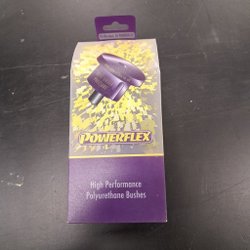 POWERFLEX
High Performance
Polyurethane Bushes